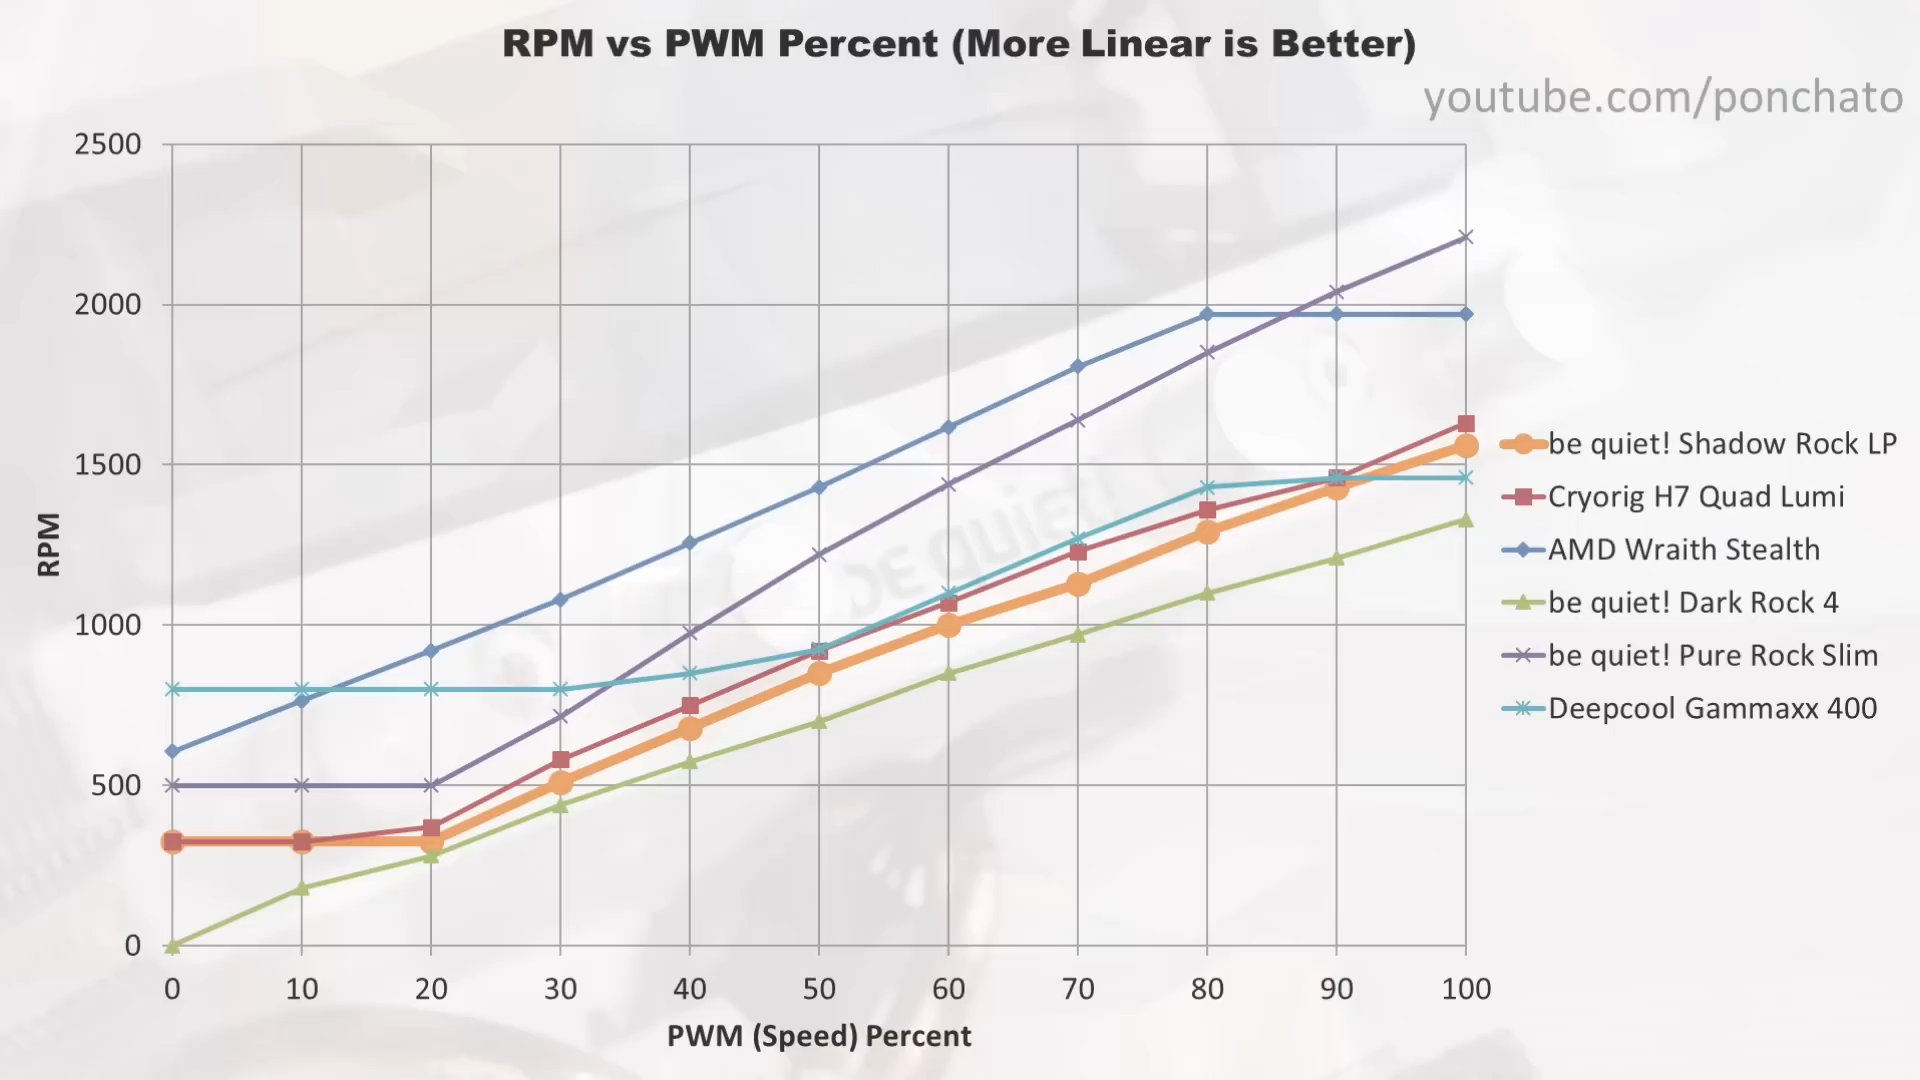 RPM vs PWM Percent (More Linear is Better)
youtube.com/ponchato
2500
2000
1500
1000
500
0
RPM
0 10 20 30 40 50 60 70 80 90 100
PWM (Speed) Percent
be quiet! Shadow Rock LP
Cryorig H7 Quad Lumi
AMD Wraith Stealth
be quiet! Dark Rock 4
be quiet! Pure Rock Slim
Deepcool Gammaxx 400
be quiet!